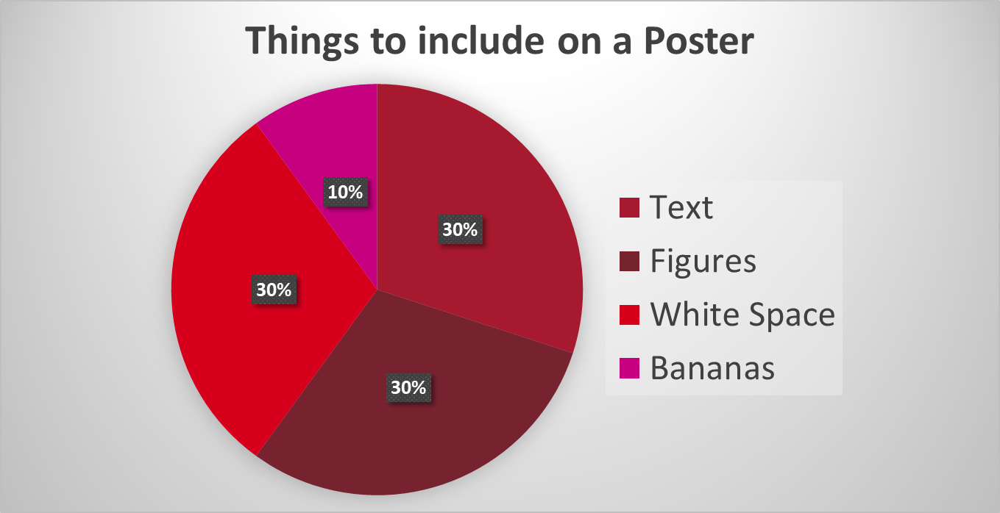 Things to include on a Poster
10%
30%
30%
30%
Text
Figures
White Space
Bananas